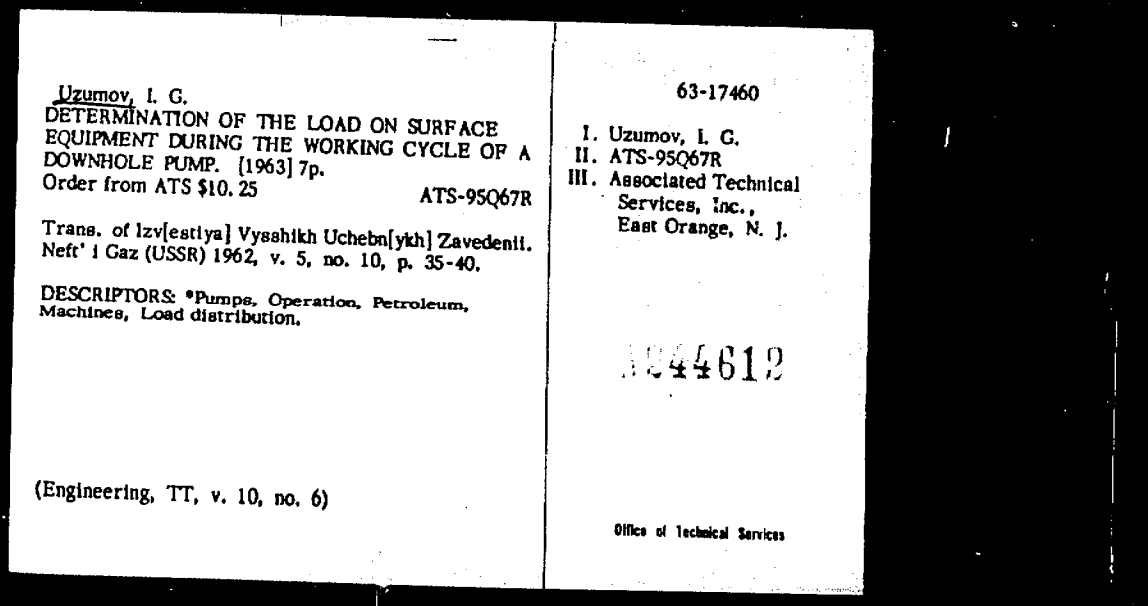 Uzumov, I. G.
DETERMINATION OF THE LOAD ON SURFACE
EQUIPMENT DURING THE WORKING CYCLE OF A
DOWNHOLE PUMP. [1963] 7p.
Order from ATS $10.25 ATS-95Q67R
Trans. of Izv[estiya] Vysshikh Uchebn[ykh] Zavedenii.
Neft' i Gaz (USSR) 1962, v. 5, no. 10, p. 35-40.
DESCRIPTORS: *Pumps, Operation, Petroleum,
Machines, Load distribution.
(Engineering, TT, v. 10, no. 6)
63-17460
I. Uzumov, I. G.
II. ATS-95Q67R
III. Associated Technical
Services, Inc.,
East Orange, N. J.
Office of Technical Services